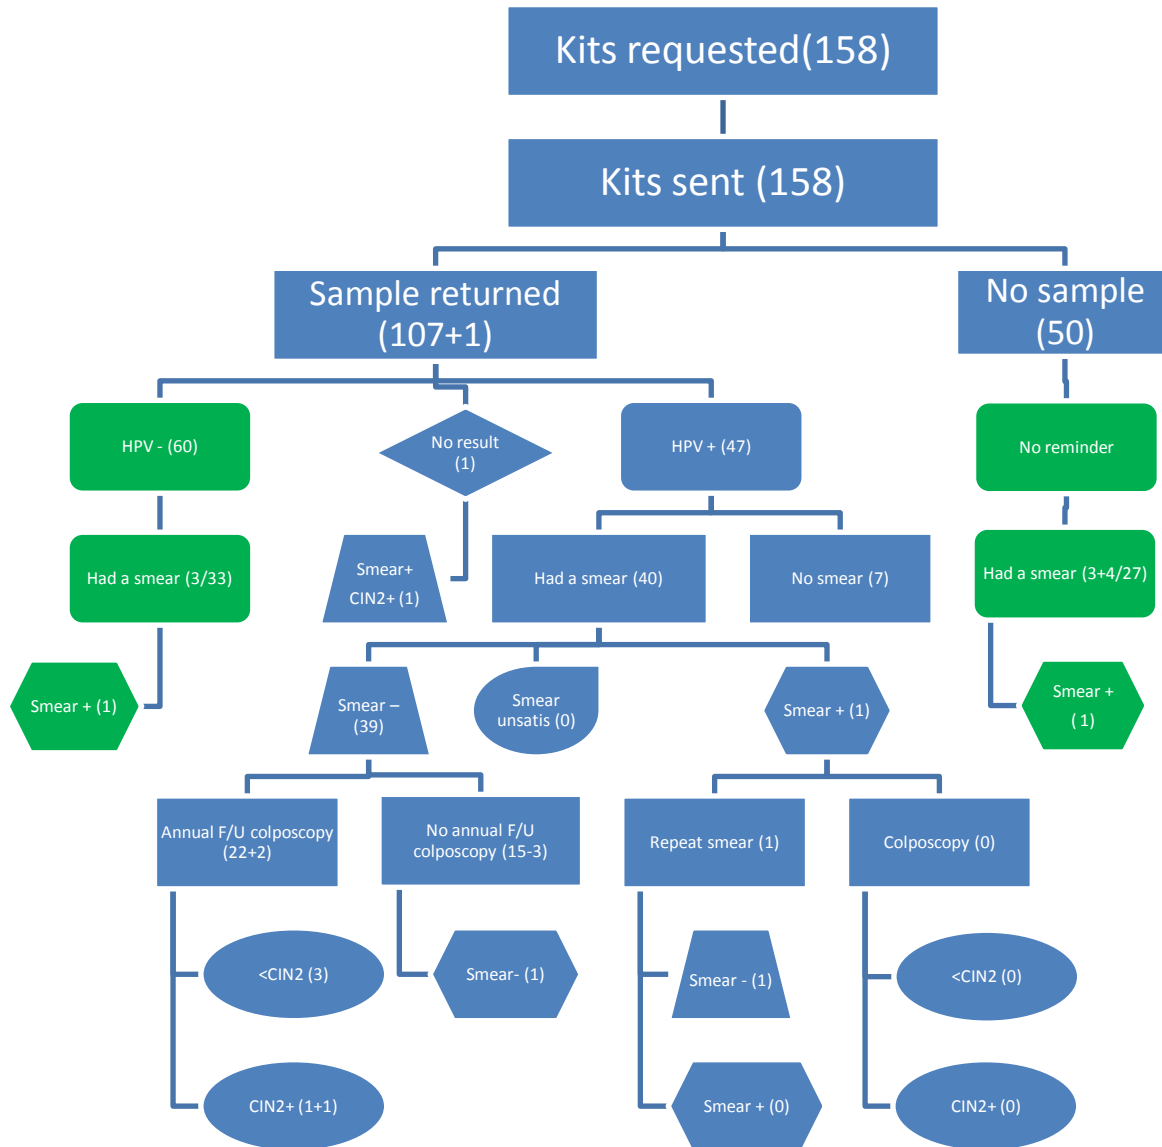 Kits requested(158)
Kits sent (158)
Sample returned
(107+1)
No sample
(50)
HPV - (60)
No result
(1)
HPV + (47)
No reminder
Had a smear (3/33)
Smear+
CIN2+ (1)
Had a smear (40)
No smear (7)
Had a smear (3+4/27)
Smear + (1)
Smear –
(39)
Smear
unsatis (0)
Smear + (1)
Smear +
( 1)
Annual F/U colposcopy
(22+2)
No annual F/U
colposcopy (15-3)
Repeat smear (1)
Colposcopy (0)
<CIN2 (3)
Smear- (1)
Smear - (1)
<CIN2 (0)
CIN2+ (1+1)
Smear + (0)
CIN2+ (0)